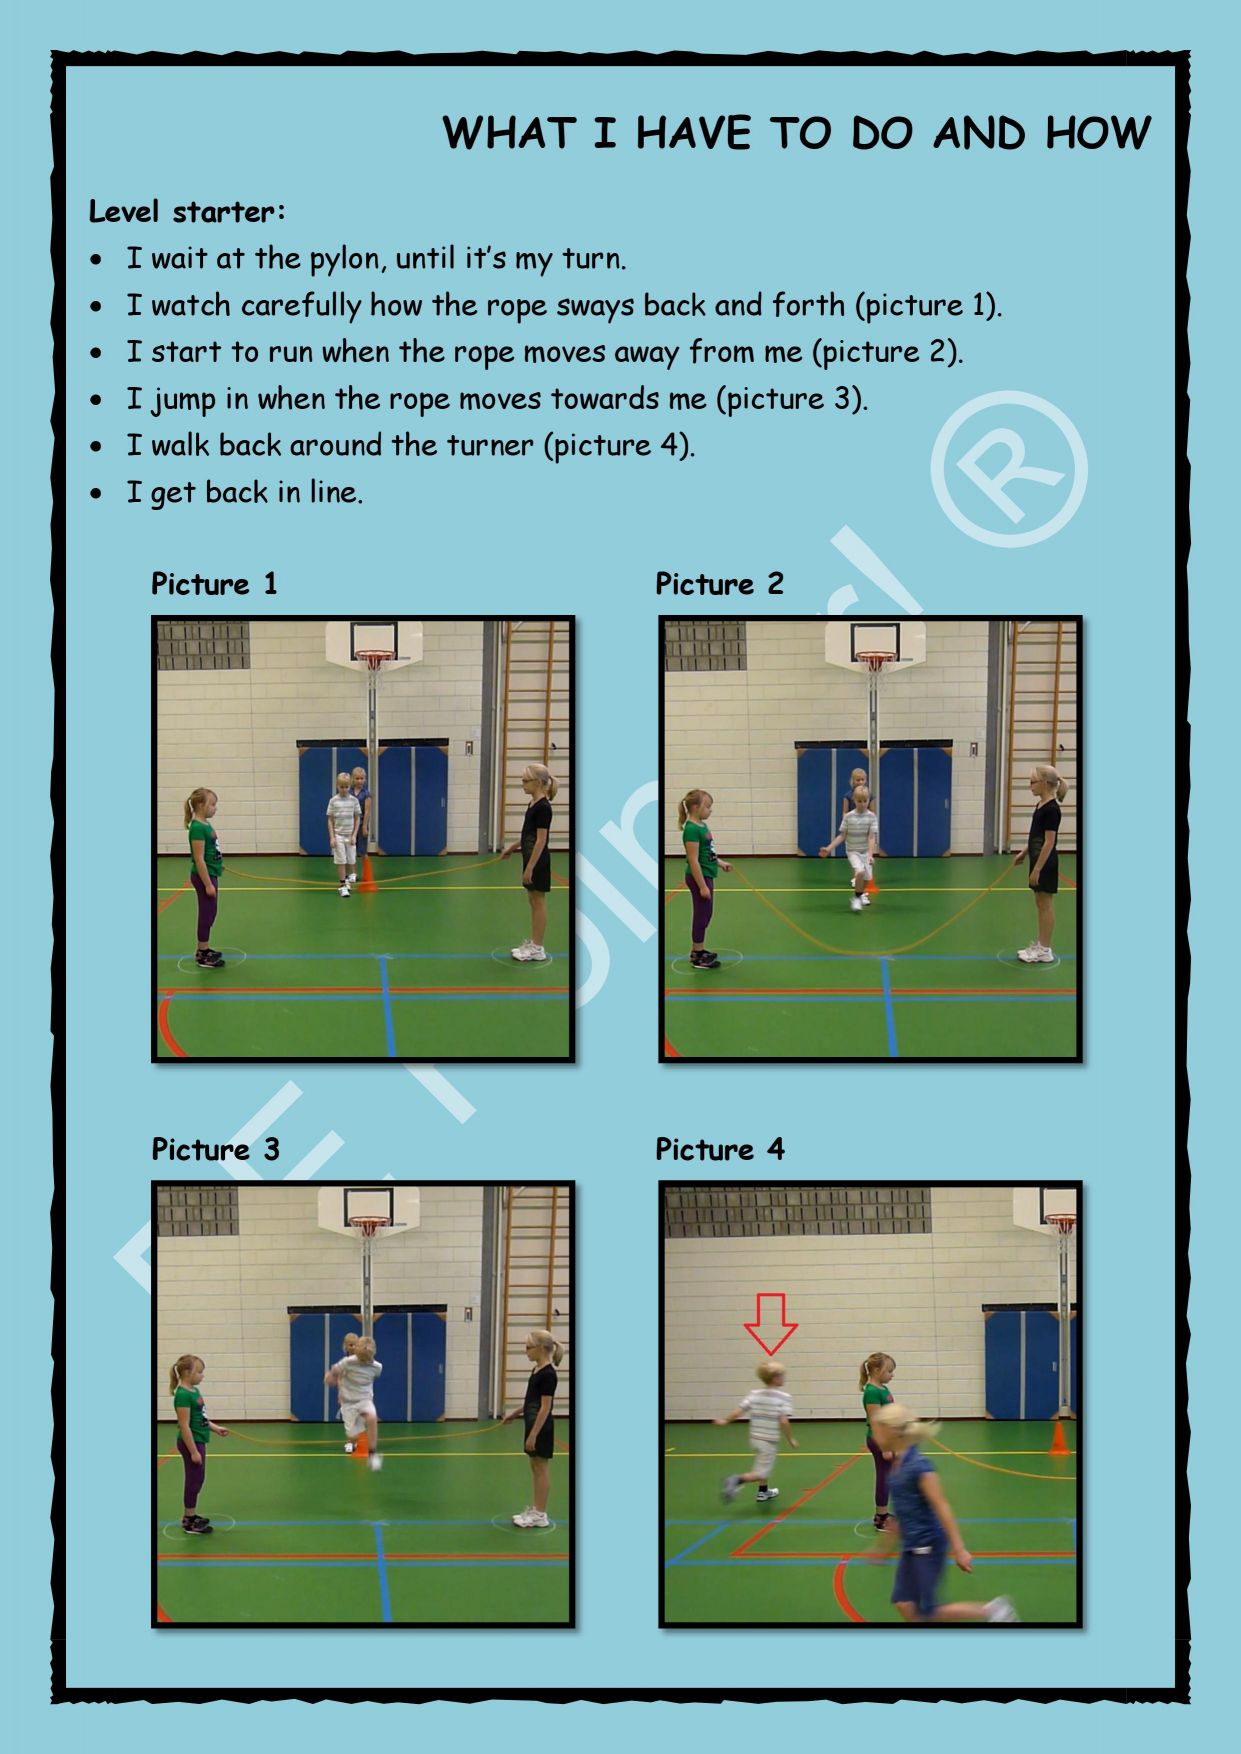 WHAT I HAVE TO DO AND HOW
Level starter:
• I wait at the pylon, until it's my turn.
• I watch carefully how the rope sways back and forth (picture 1).
• I start to run when the rope moves away from me (picture 2).
• I jump in when the rope moves towards me (picture 3).
• I walk back around the turner (picture 4).
• I get back in line.
Picture 1
Picture 2
Picture 3
Picture 4
®